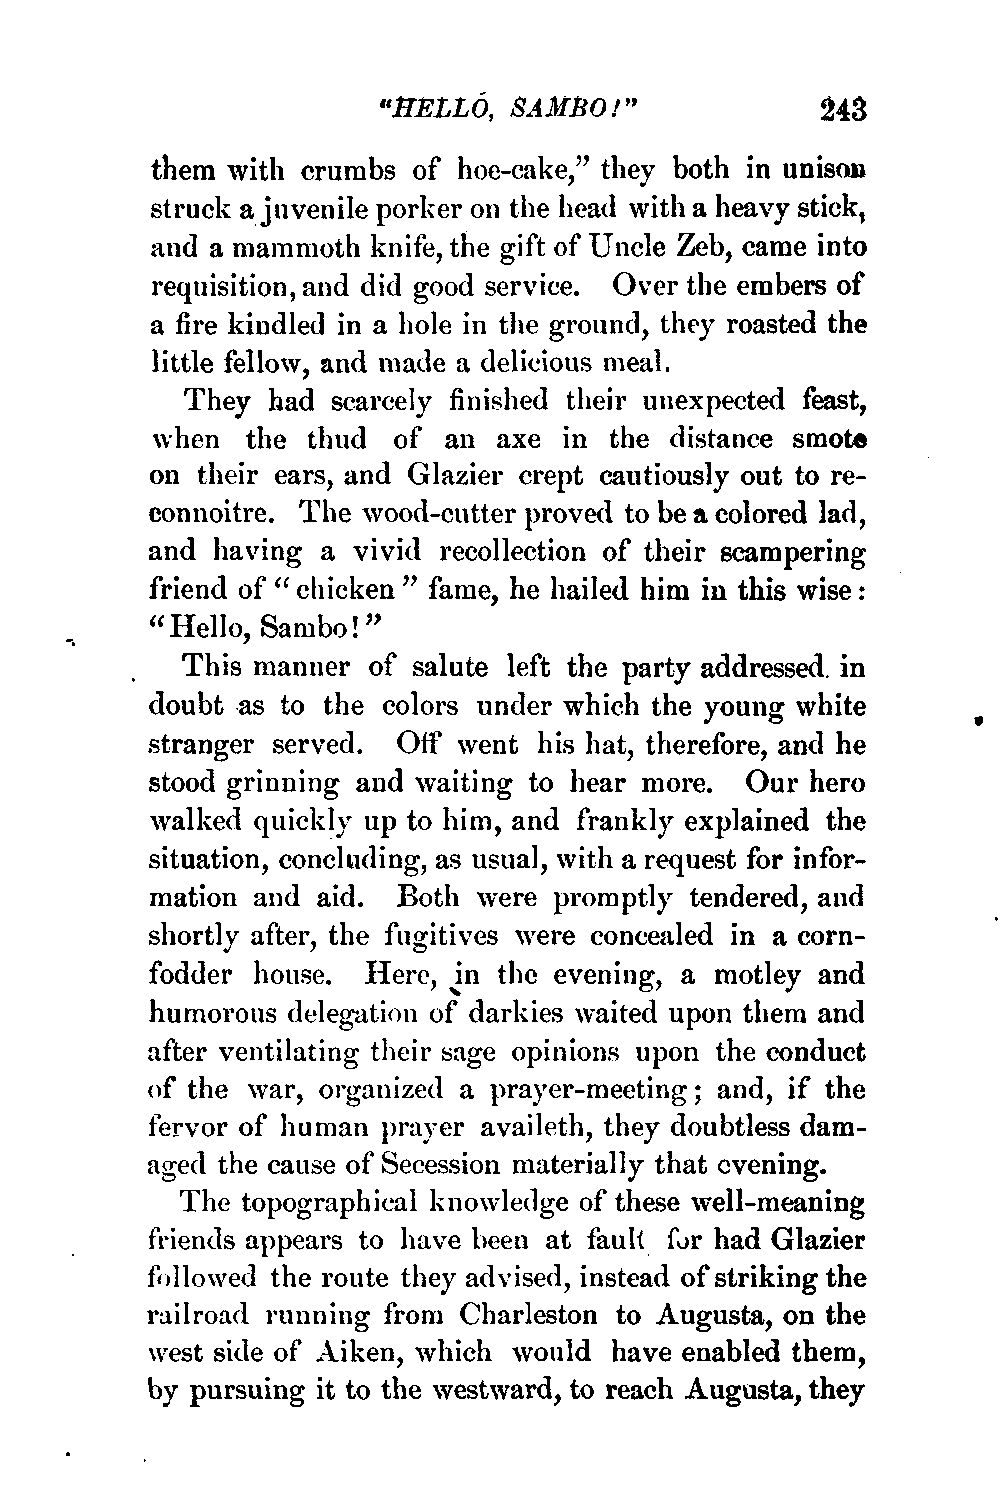 "HELLO, SAMBO!" 243
them with crumbs of hoe-cake," they both in unison
struck a juvenile porker on the head with a heavy stick,
and a mammoth knife, the gift of Uncle Zeb, came into
requisition, and did good service. Over the embers of
a fire kindled in a hole in the ground, they roasted the
little fellow, and made a delicious meal.
They had scarcely finished their unexpected feast,
when the thud of an axe in the distance smote
on their ears, and Glazier crept cautiously out to re-
connoitre. The wood-cutter proved to be a colored lad,
and having a vivid recollection of their scampering
friend of "chicken" fame, he hailed him in this wise:
"Hello, Sambo!"
This manner of salute left the party addressed. in
doubt as to the colors under which the young white
stranger served. Off went his hat, therefore, and he
stood grinning and waiting to hear more. Our hero
walked quickly up to him, and frankly explained the
situation, concluding, as usual, with a request for infor-
mation and aid. Both were promptly tendered, and
shortly after, the fugitives were concealed in a corn-
fodder house. Here, in the evening, a motley and
humorous delegation of darkies waited upon them and
after ventilating their sage opinions upon the conduct
of the war, organized a prayer-meeting; and, if the
fervor of human prayer availeth, they doubtless dam-
aged the cause of Secession materially that evening.
The topographical knowledge of these well-meaning
friends appears to have been at fault for had Glazier
followed the route they advised, instead of striking the
railroad running from Charleston to Augusta, on the
west side of Aiken, which would have enabled them,
by pursuing it to the westward, to reach Augusta, they